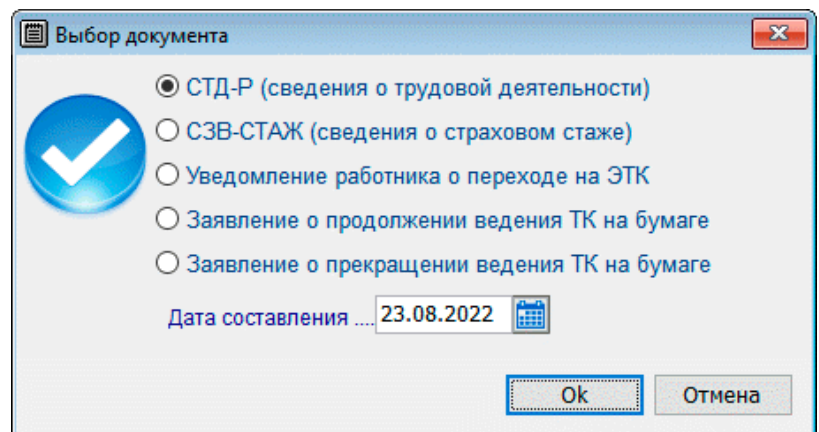 Выбор документа
СТД-Р (сведения о трудовой деятельности)
СЗВ-СТАЖ (сведения о страховом стаже)
Уведомление работника о переходе на ЭТК
Заявление о продолжении ведения ТК на бумаге
Заявление о прекращении ведения ТК на бумаге
Дата составления ....23.08.2022
Ok Отмена